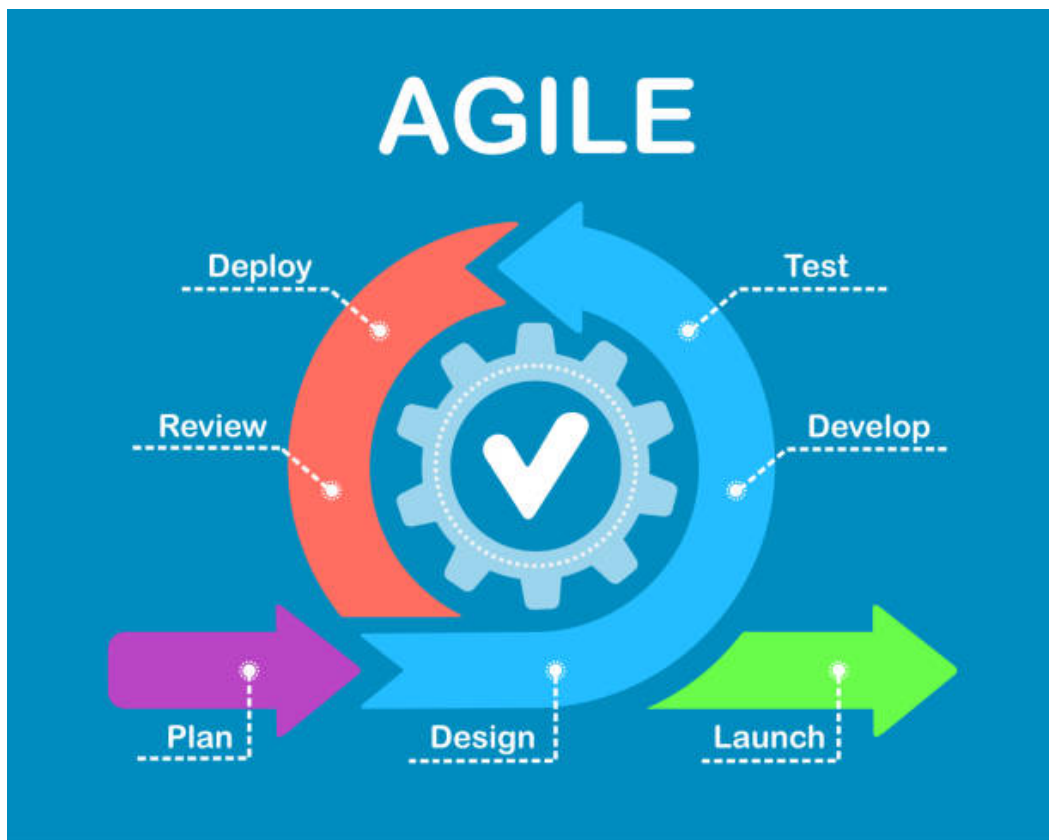 AGILE
Deploy
Test
Review
Develop
Plan
Design
Launch